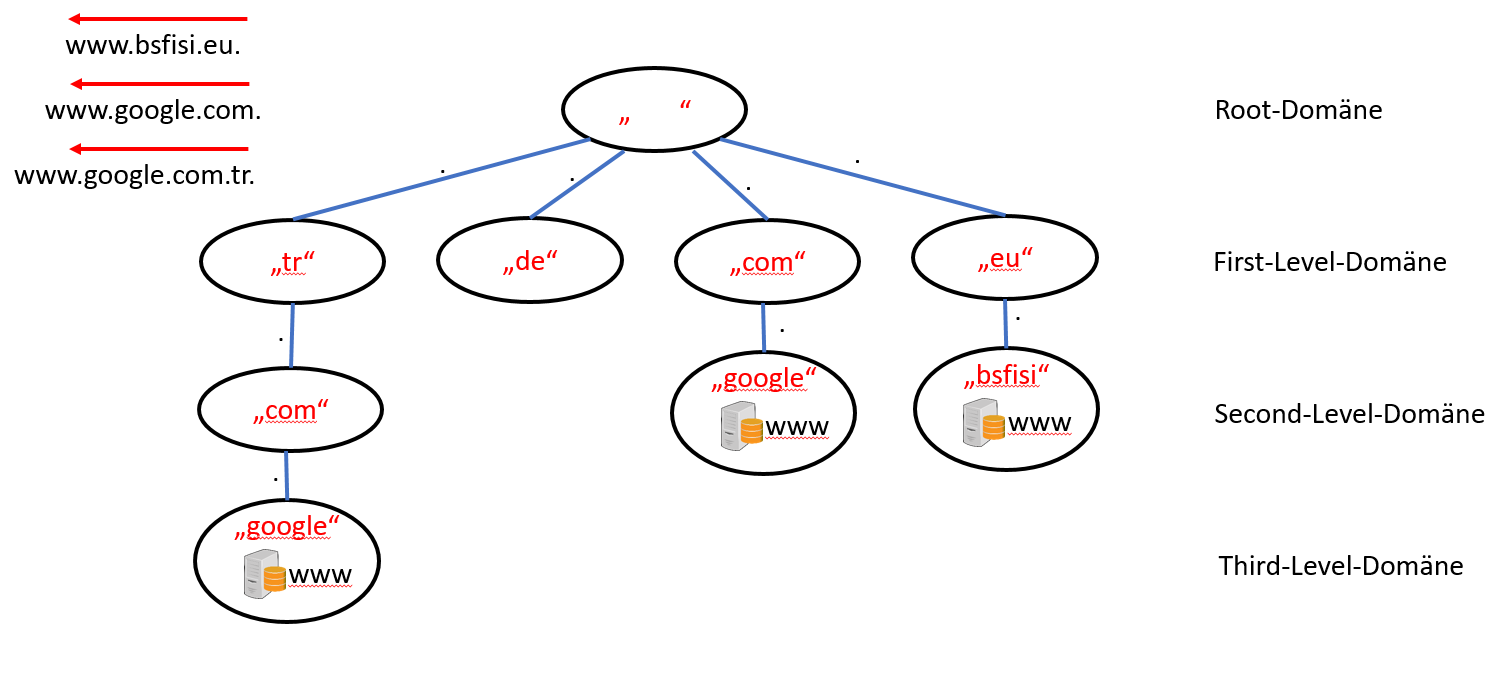 www.bsfisi.eu.
www.google.com.
www.google.com.tr.
„ “
Root-Domäne
. . . .
„tr“ „de“ „com“ „eu“
First-Level-Domäne
. . .
„com“
„google“
www
„bsfisi“
www
Second-Level-Domäne
.
„google“
www
Third-Level-Domäne